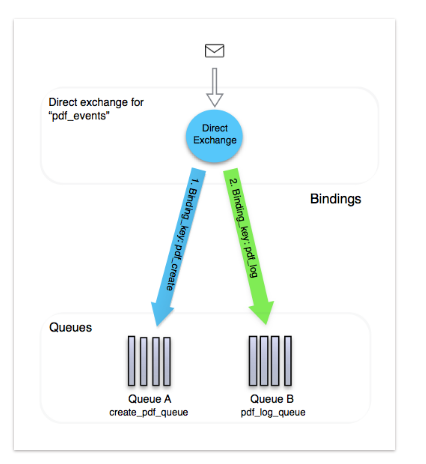 Direct exchange for
"pdf_events"
Direct
Exchange
Bindings
1. Binding_key: pdf_create
2. Binding_key: pdf_log
Queues
Queue A
create_pdf_queue
Queue B
pdf_log_queue